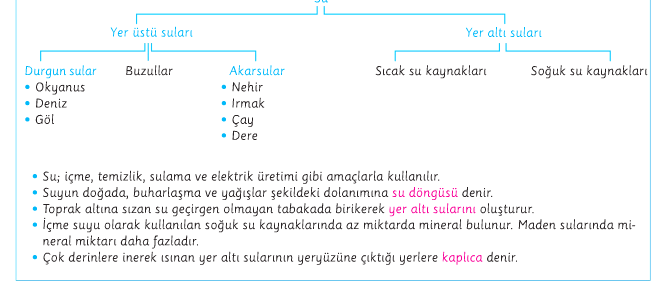 su
Yer üstü suları
Yer altı suları
Durgun sular
Buzullar
Akarsular
Sıcak su kaynakları
Soğuk su kaynakları
• Okyanus
• Deniz
• Göl
• Nehir
• Irmak
• Çay
• Dere
• Su; içme, temizlik, sulama ve elektrik üretimi gibi amaçlarla kullanılır.
• Suyun doğada, buharlaşma ve yağışlar şekildeki dolanımına su döngüsü denir.
• Toprak altına sızan su geçirgen olmayan tabakada birikerek yer altı sularını oluşturur.
• İçme suyu olarak kullanılan soğuk su kaynaklarında az miktarda mineral bulunur. Maden sularında mi-
neral miktarı daha fazladır.
• Çok derinlere inerek ısınan yer altı sularının yeryüzüne çıktığı yerlere kaplıca denir.